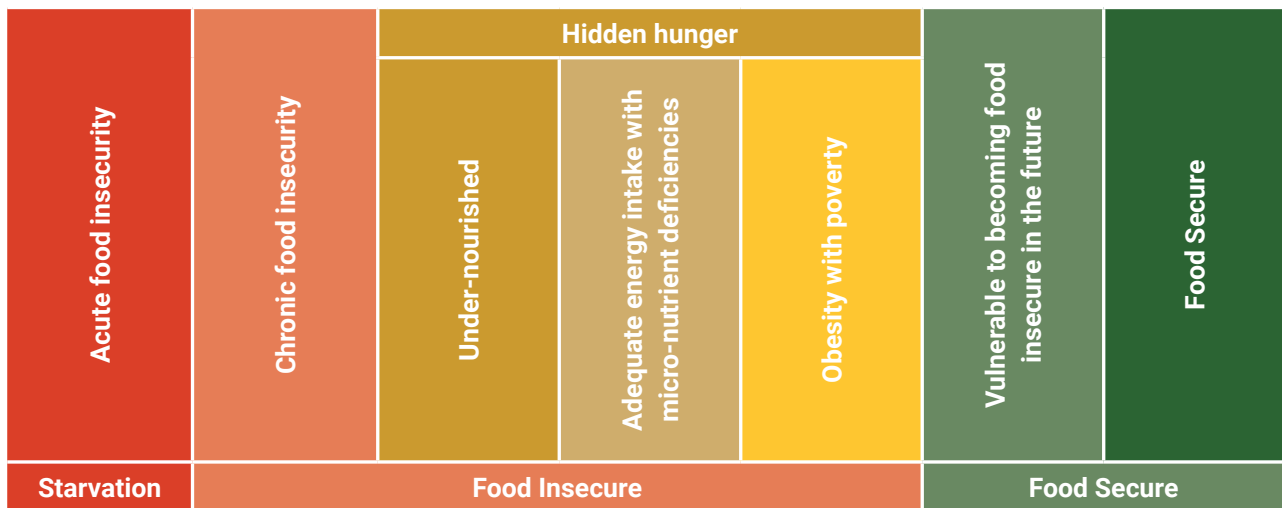 Hidden hunger
Acute food insecurity
Chronic food insecurity
Under-nourished
Adequate energy intake with
micro-nutrient deficiencies
Obesity with poverty
Vulnerable to becoming food
insecure in the future
Food Secure
Starvation
Food Insecure
Food Secure